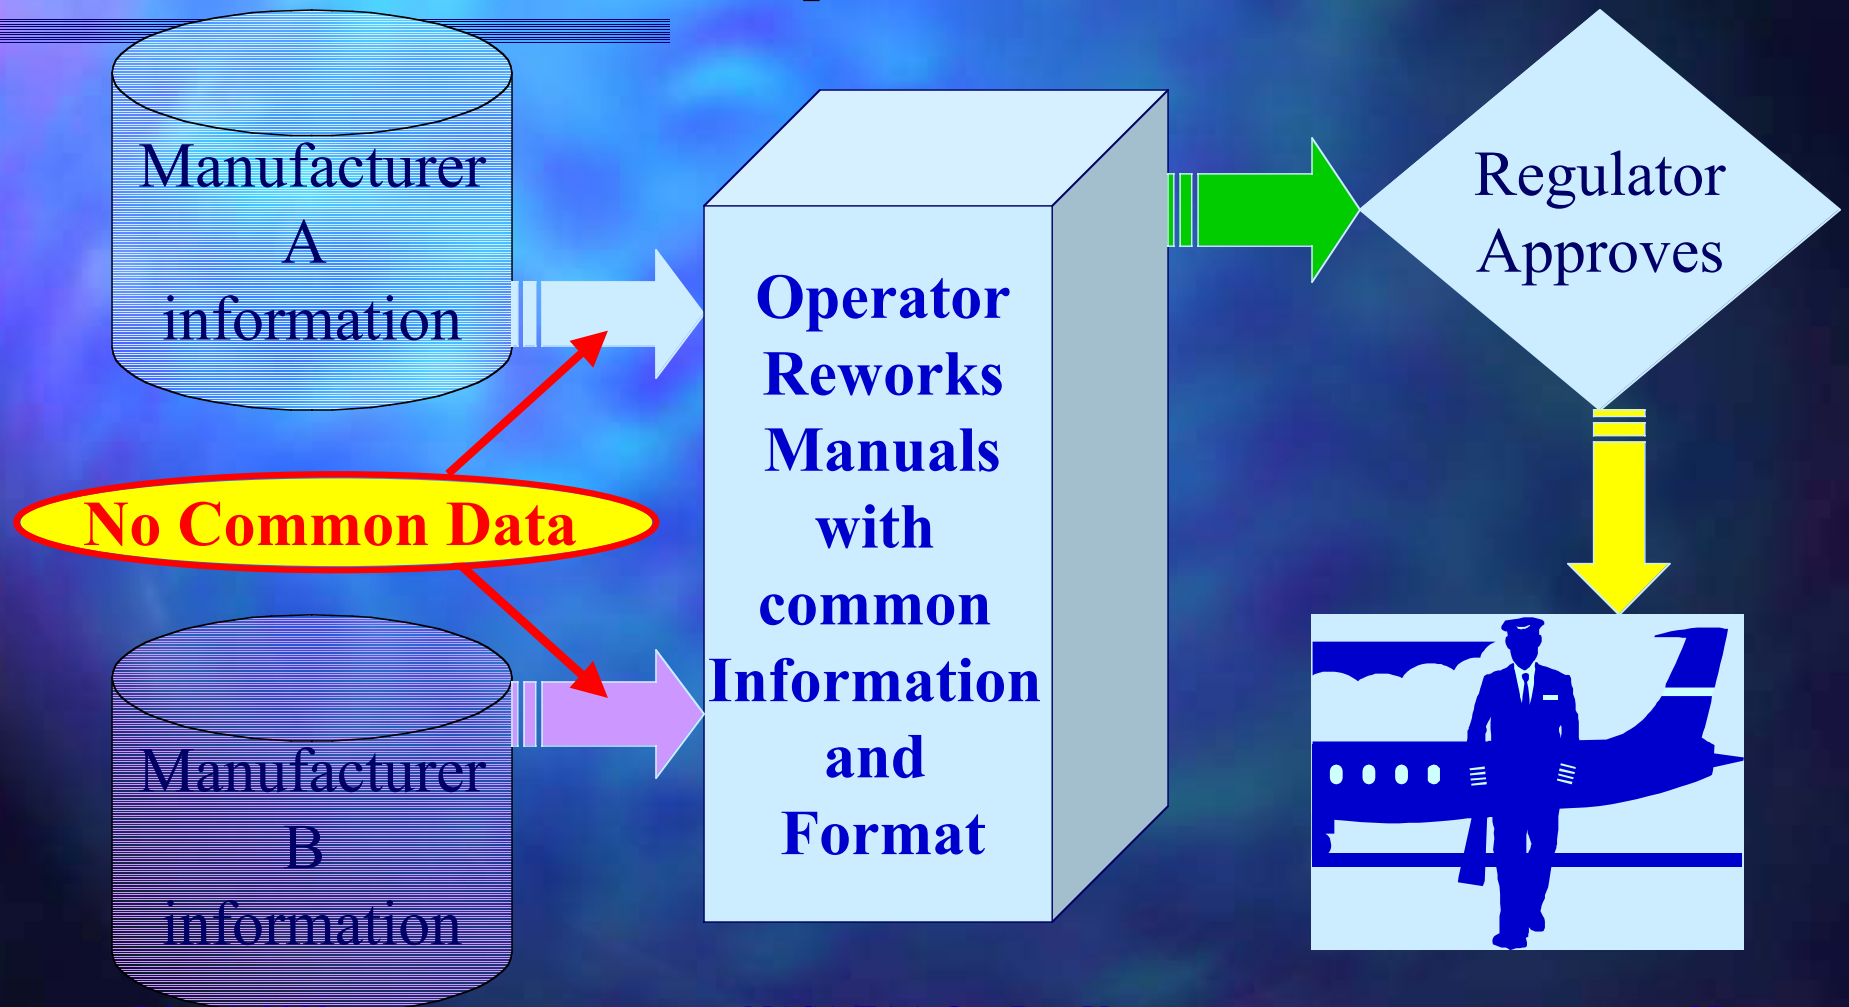 Manufacturer
A
information
No Common Data
Manufacturer
B
information
Operator
Reworks
Manuals
with
common
Information
and
Format
Regulator
Approves